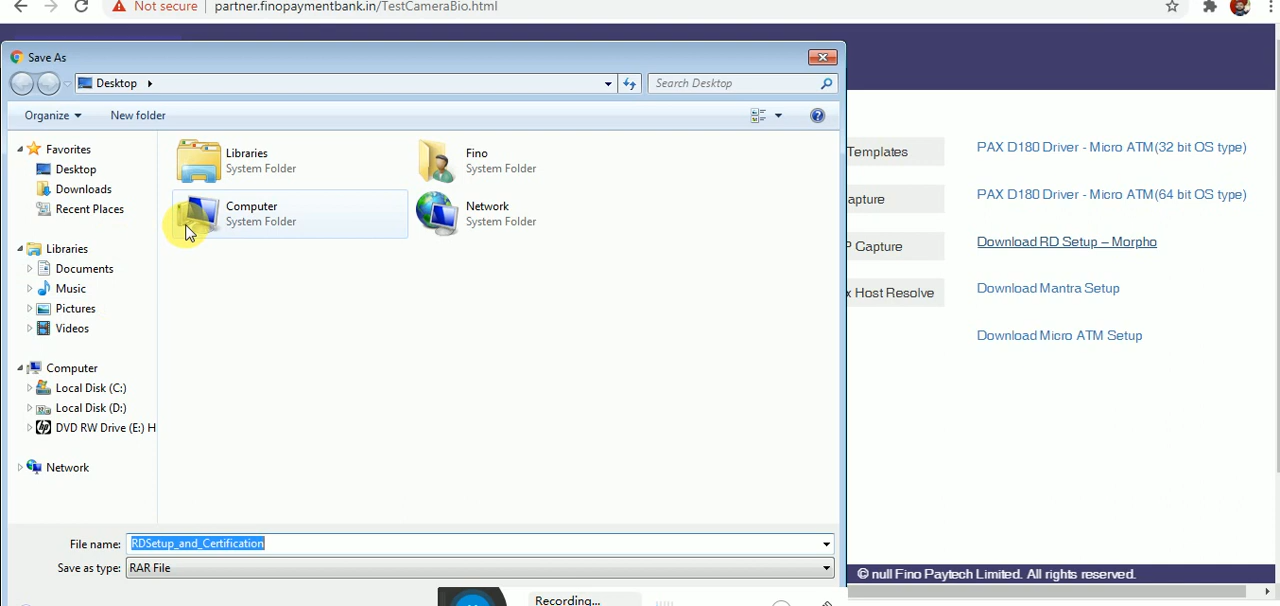 Not secure
partner.finopaymentbank.in/TestCameraBio.html
Save As
Desktop
Search Desktop
Organize
New folder
Favorites
Desktop
Downloads
Recent Places
Libraries
Documents
Music
Pictures
Videos
Computer
Local Disk (C:)
Local Disk (D:)
DVD RW Drive (E:) H
Network
Libraries
System Folder
Fino
System Folder
Computer
System Folder
Network
System Folder
File name:
RDSetup_and_Certification
Save as type:
RAR File
Recording...
Templates
apture
P Capture
x Host Resolve
PAX D180 Driver - Micro ATM(32 bit OS type)
PAX D180 Driver - Micro ATM(64 bit OS type)
Download RD Setup – Morpho
Download Mantra Setup
Download Micro ATM Setup
© null Fino Paytech Limited. All rights reserved.